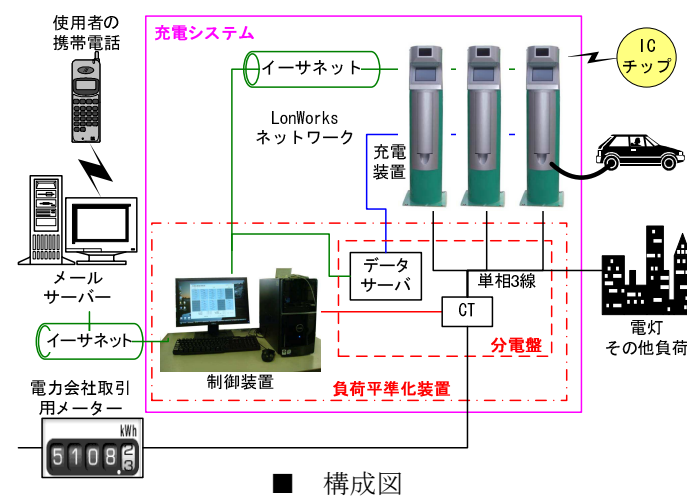 使用者の
携帯電話
充電システム
イーサネット
IC
チップ
LonWorks
ネットワーク
充電
装置
メール
サーバー
データ
サーバ
単相3線
CT
分電盤
電灯
その他負荷
イーサネット
制御装置
負荷平準化装置
電力会社取引
用メーター
kWh
5108.
2
3
■ 構成図